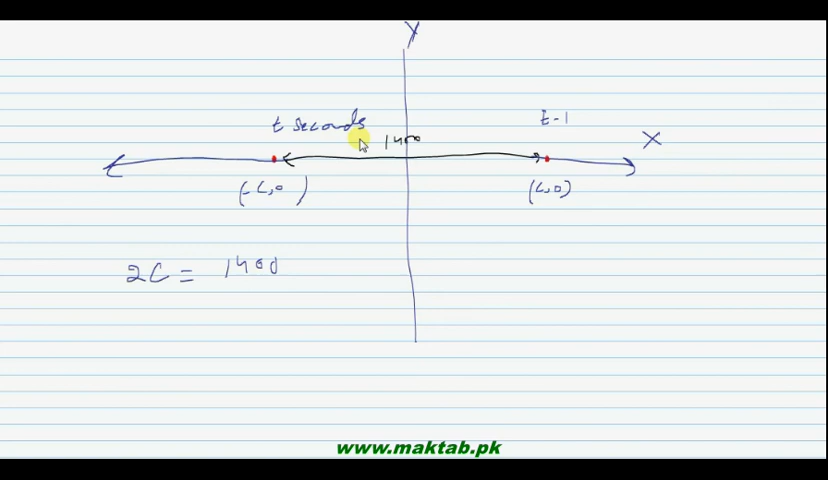 Y
t seconds
t-1
1400
X
(-c,0)
(c,0)
2C = 1400
www.maktab.pk